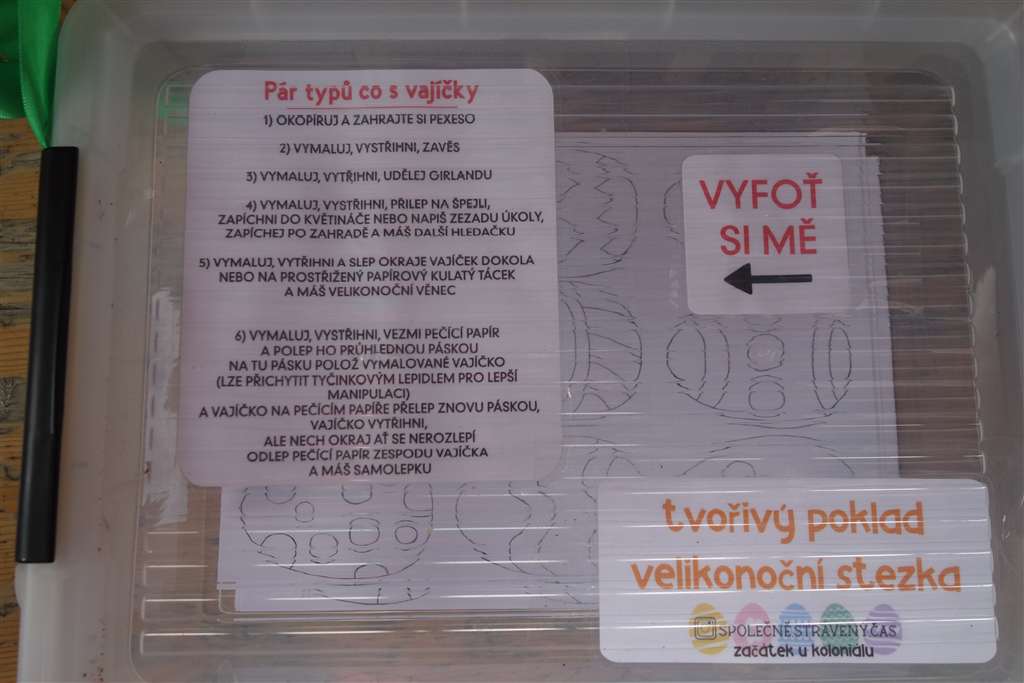 Pár typů co s vajíčky
1) OKOPÍRUJ A ZAHRAJTE SI PEXESO
2) VYMALUJ, VYSTŘIHNI, ZAVĚS
3) VYMALUJ, VYTŘIHNI, UDĚLEJ GIRLANDU
4) VYMALUJ, VYSTŘIHNI, PŘILEP NA ŠPEJLI,
ZAPÍCHNI DO KVĚTINÁČE NEBO NAPIŠ ZEZADU ÚKOLY,
ZAPÍCHEJ PO ZAHRADĚ A MÁŠ DALŠÍ HLEDAČKU
5) VYMALUJ, VYTŘIHNI A SLEP OKRAJE VAJÍČEK DOKOLA
NEBO NA PROSTŘIŽENÝ PAPÍROVÝ KULATÝ TÁCEK
A MÁŠ VELIKONOČNÍ VĚNEC
6) VYMALUJ, VYSTŘIHNI, VEZMI PEČÍCÍ PAPÍR
A POLEP HO PRŮHLEDNOU PÁSKOU
NA TU PÁSKU POLOŽ VYMALOVANÉ VAJÍČKO
(LZE PŘICHYTIT TYČINKOVÝM LEPIDLEM PRO LEPŠÍ
MANIPULACI)
A VAJÍČKO NA PEČÍCÍM PAPÍŘE PŘELEP ZNOVU PÁSKOU,
VAJÍČKO VYTŘIHNI,
ALE NECH OKRAJ AŤ SE NEROZLEPÍ
ODLEP PEČÍCÍ PAPÍR ZESPODU VAJÍČKA
A MÁŠ SAMOLEPKU
VYFOŤ
SI MĚ
tvořivý poklad
velikonoční stezka
SPOLEČNĚ STRÁVENÝ ČAS
začátek u koloniálu